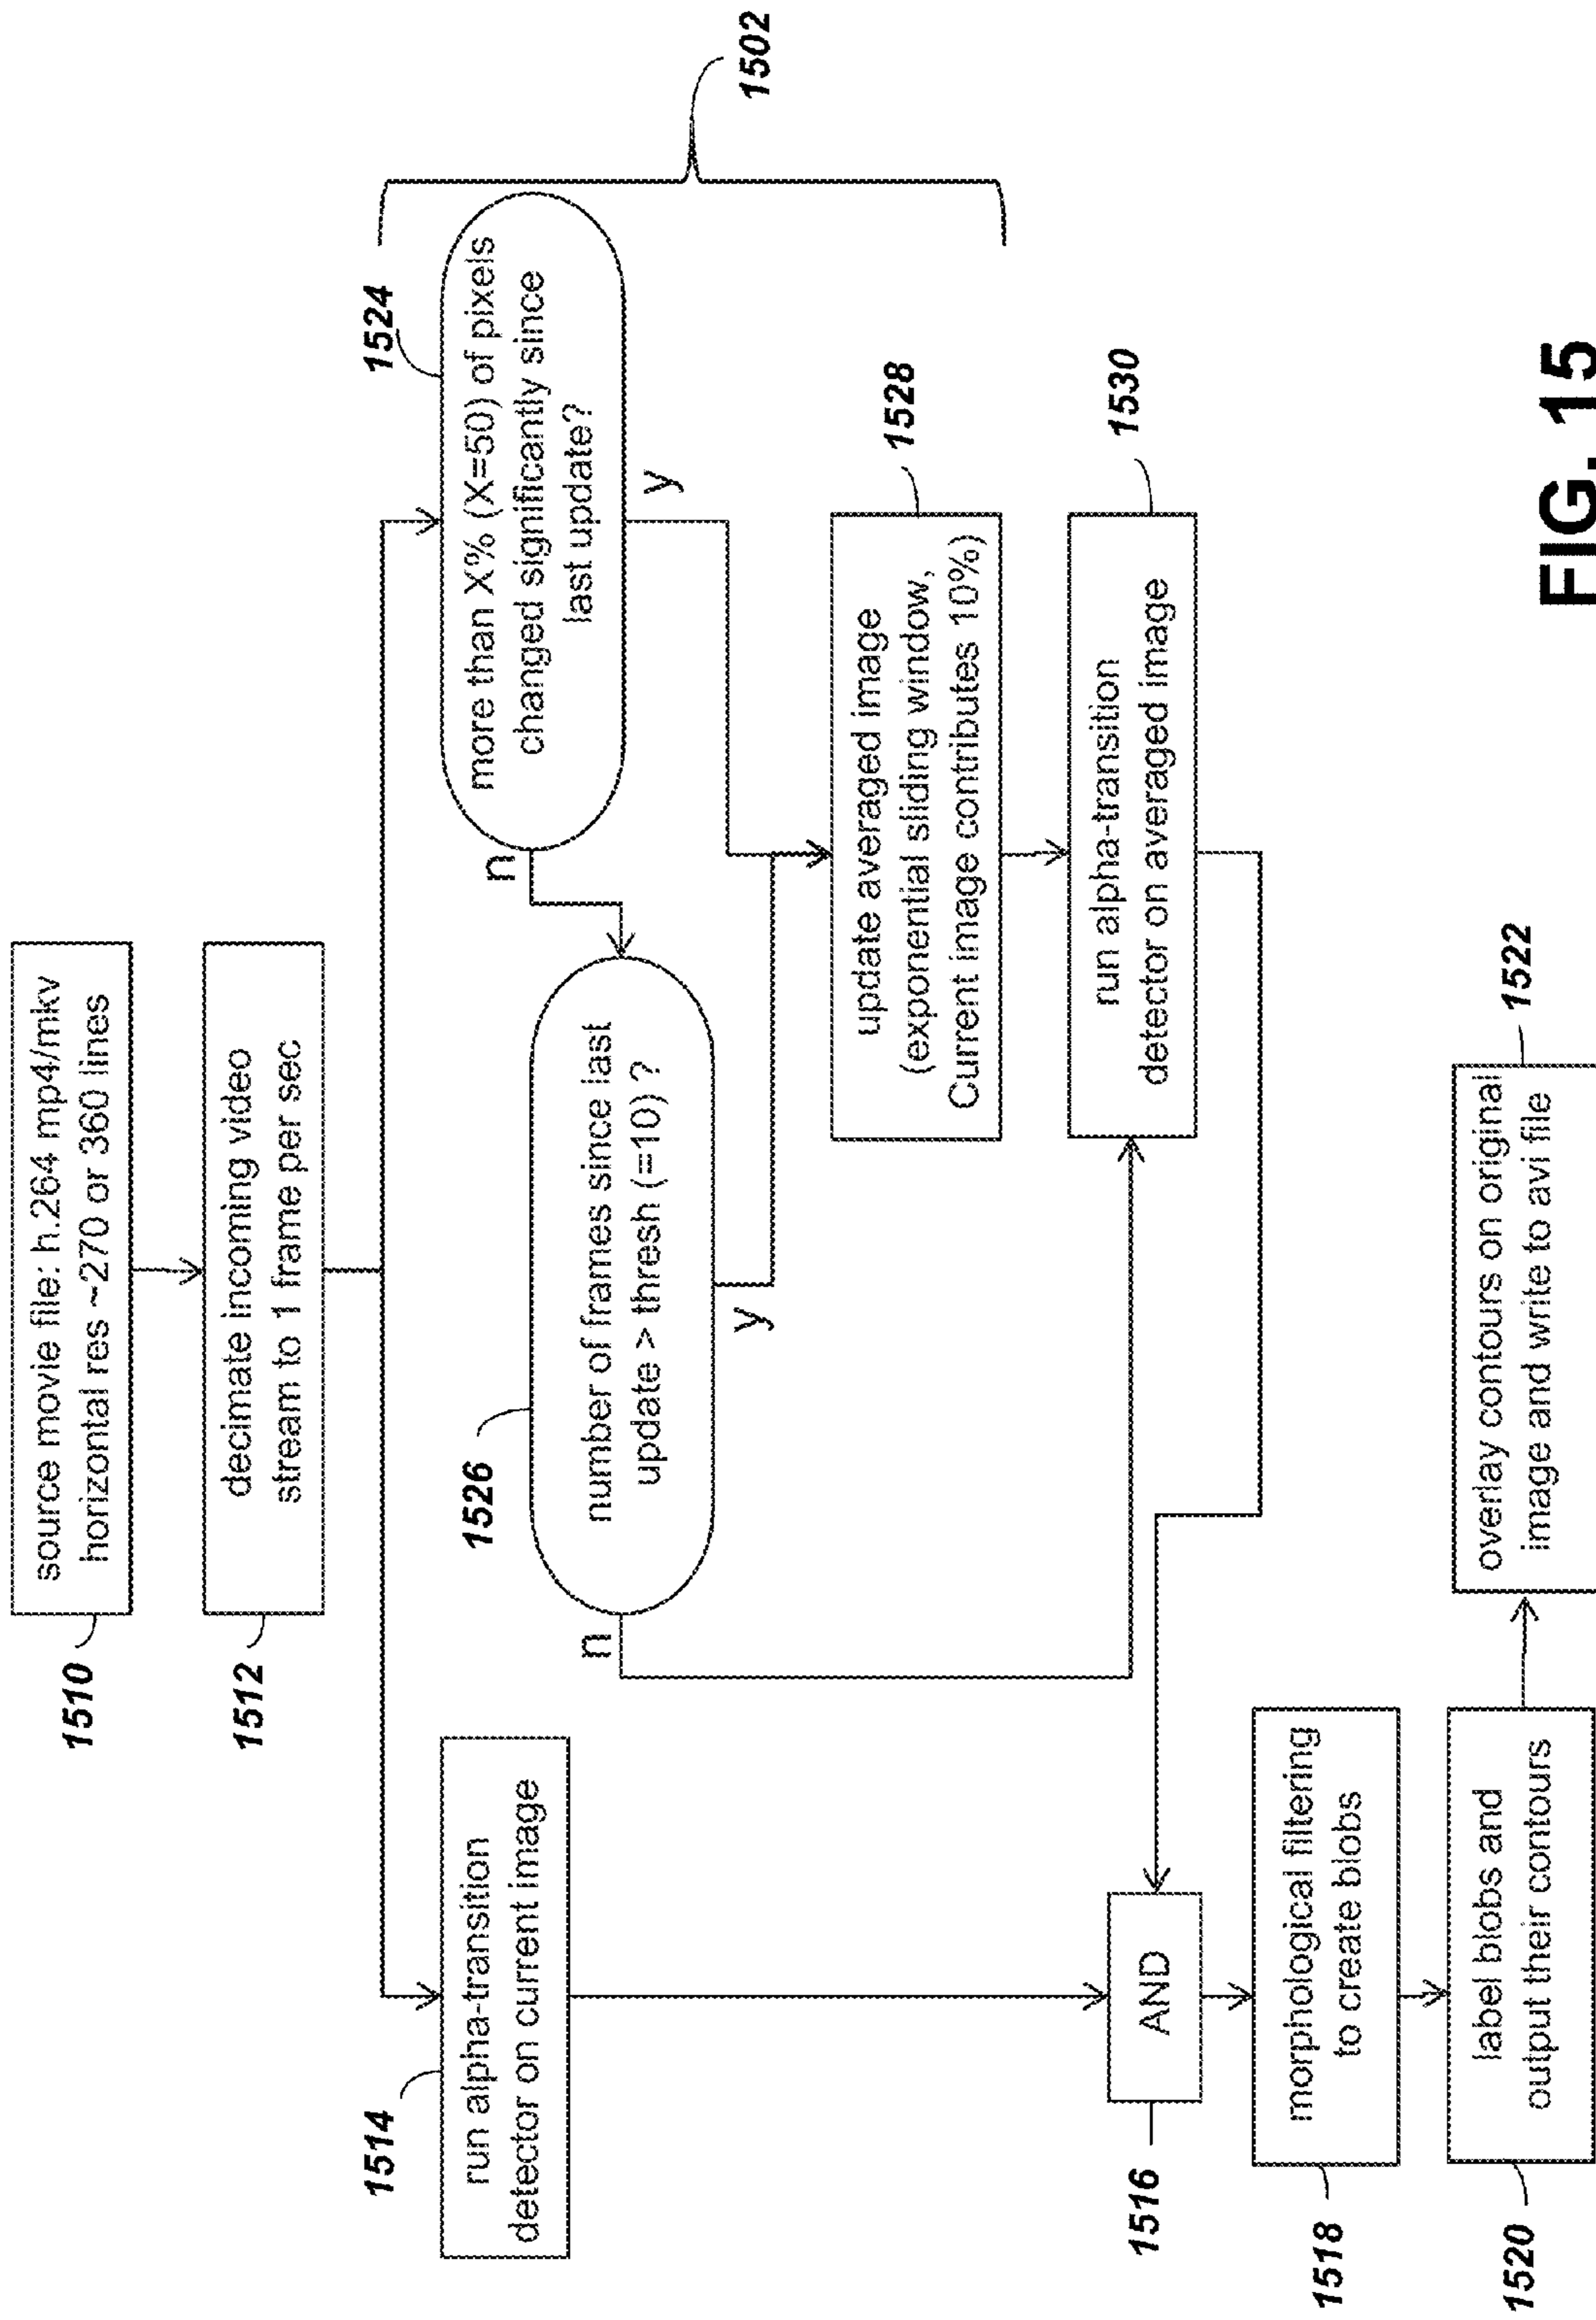 1510
source movie file: h.264 mp4/mkv
horizontal res ~270 or 360 lines
1512
decimate incoming video
stream to 1 frame per sec
1514
run alpha-transition
detector on current image
1524
more than X% (X=50) of pixels
changed significantly since
last update?
n
y
1502
1526
number of frames since last
update > thresh (=10) ?
n
y
1528
update averaged image
(exponential sliding window,
Current image contributes 10%)
1530
run alpha-transition
detector on averaged image
1516
AND
1518
morphological filtering
to create blobs
1520
label blobs and
output their contours
1522
overlay contours on original
image and write to avi file
FIG. 15